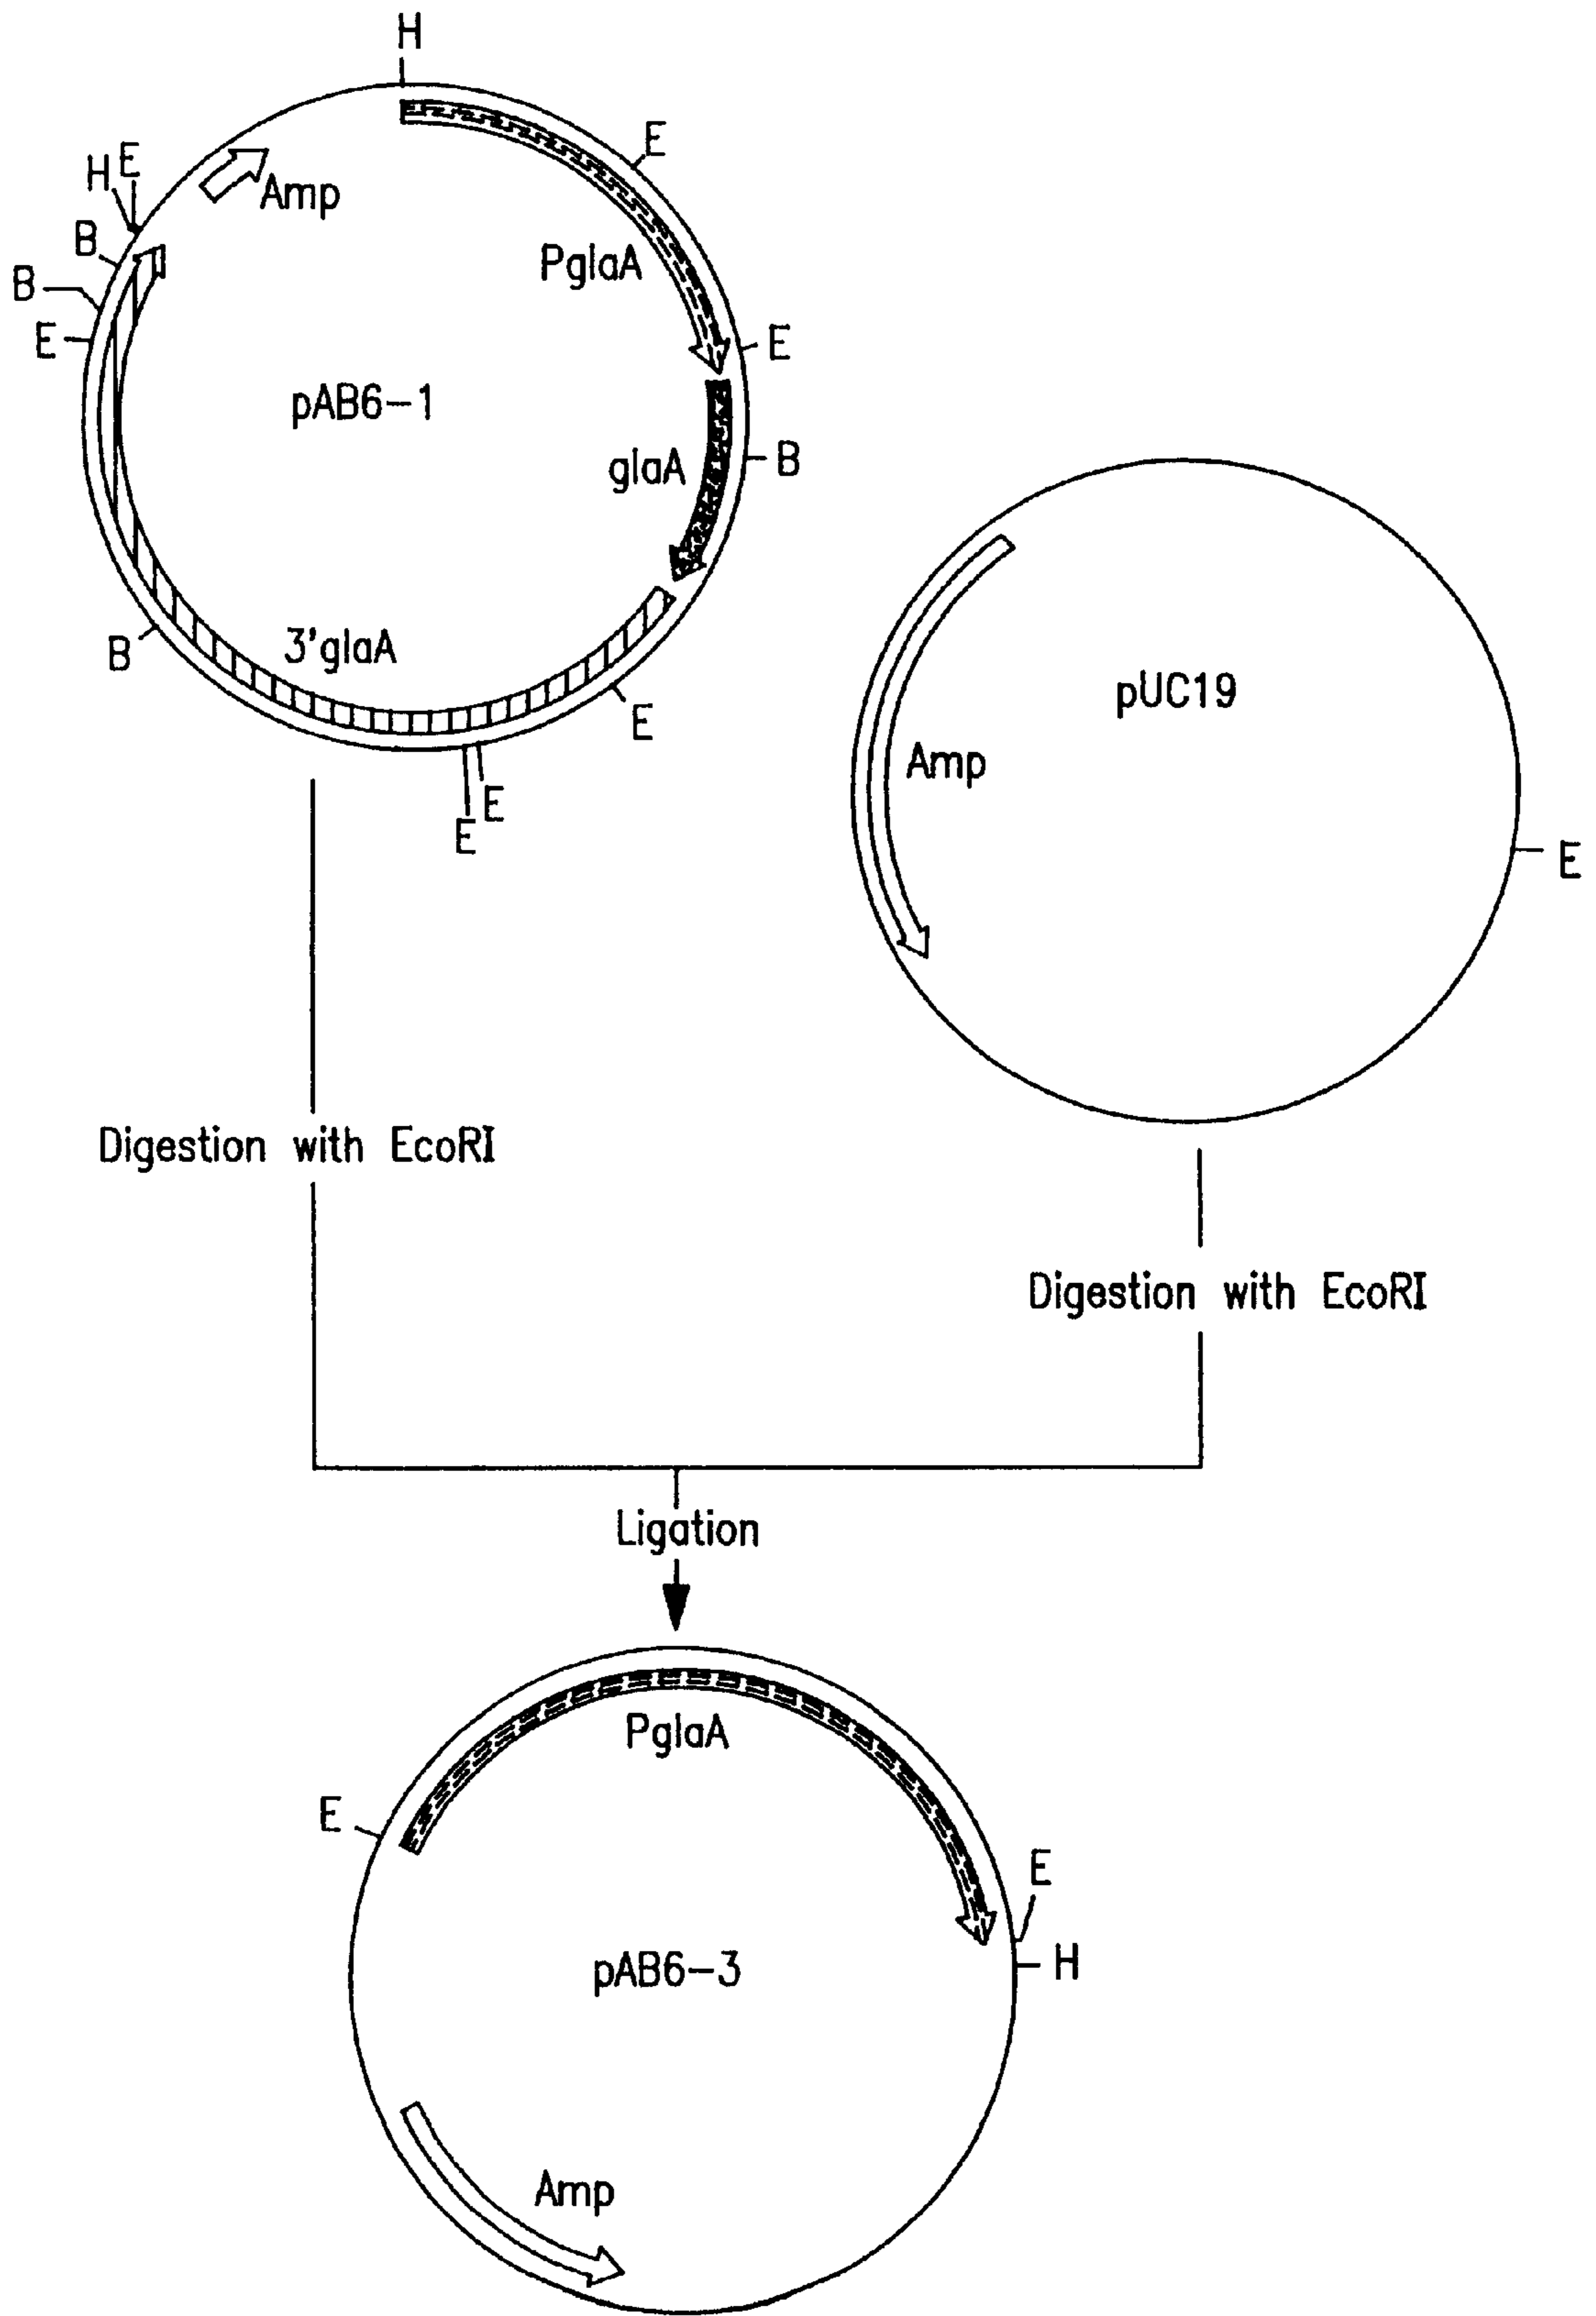 H
E
H E
Amp
B
PglaA
B
E
E
pAB6-1
glaA
B
3'glaA
B
E
E
E
pUC19
Amp
E
Digestion with EcoRI
Digestion with EcoRI
Ligation
PglaA
E
E
pAB6-3
H
Amp